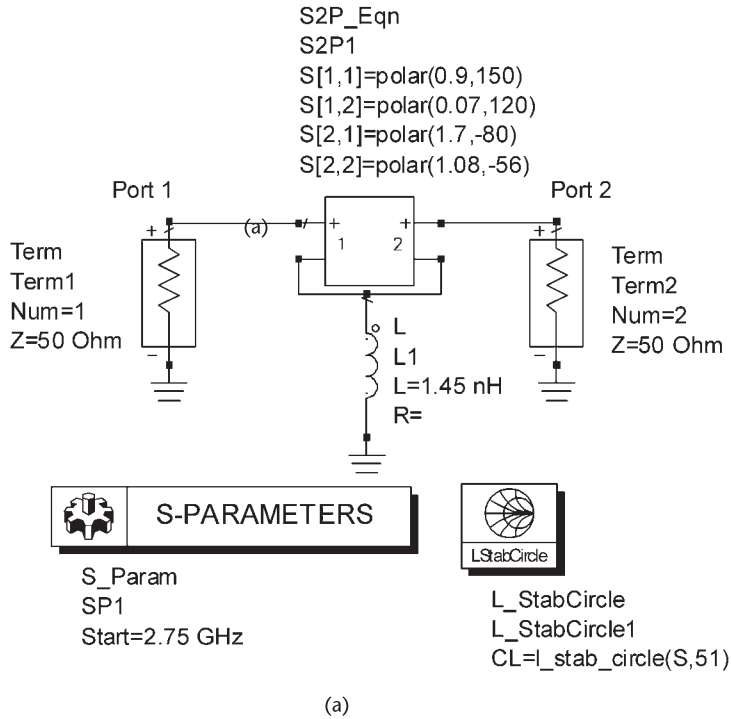 S2P_Eqn
S2P1
S[1,1]=polar(0.9,150)
S[1,2]=polar(0.07,120)
S[2,1]=polar(1.7,-80)
S[2,2]=polar(1.08,-56)
Port 1
Port 2
+
(a)
+
+
+
1
2
Term
Term1
Num=1
Z=50 Ohm
−
Term
Term2
Num=2
Z=50 Ohm
−
L
L1
L=1.45 nH
R=
S-PARAMETERS
LStabCircle
S_Param
SP1
Start=2.75 GHz
L_StabCircle
L_StabCircle1
CL=l_stab_circle(S,51)
(a)